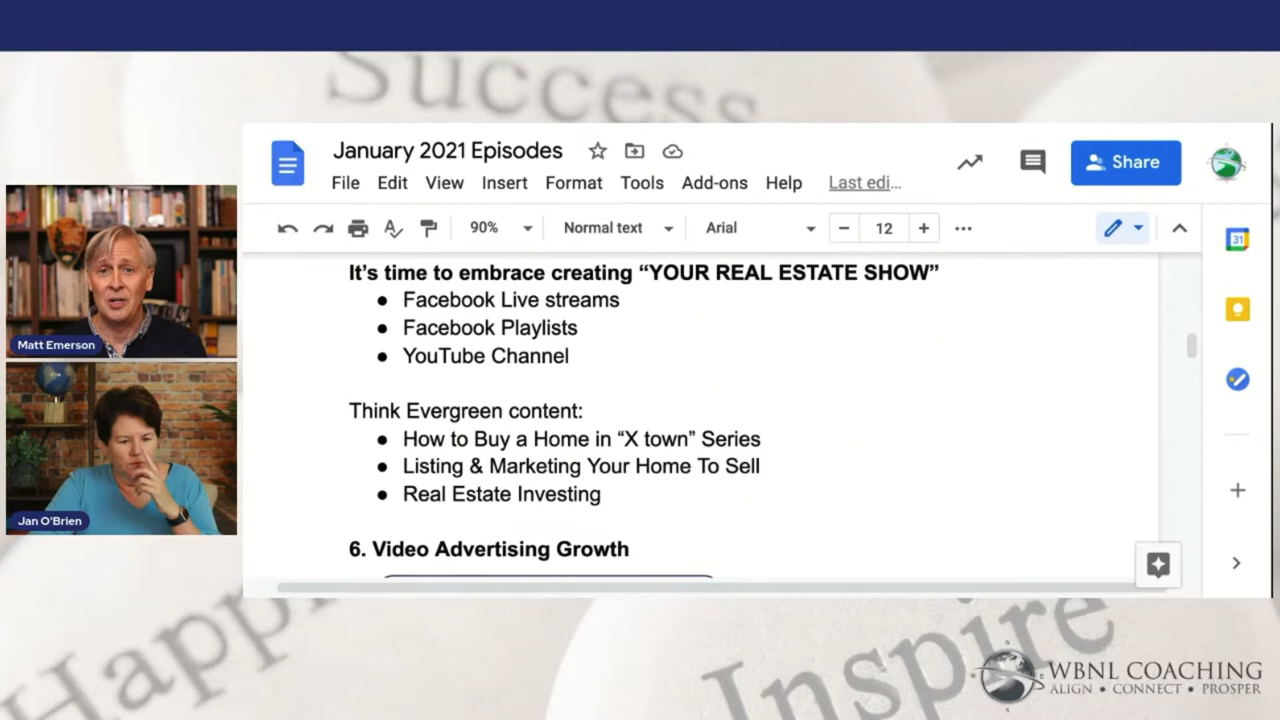 Success
January 2021 Episodes
Share
File Edit View Insert Format Tools Add-ons Help Last edi...
90% Normal text Arial 12 ...
31
It's time to embrace creating “YOUR REAL ESTATE SHOW”
● Facebook Live streams
● Facebook Playlists
● YouTube Channel
Think Evergreen content:
● How to Buy a Home in “X town” Series
● Listing & Marketing Your Home To Sell
● Real Estate Investing
6. Video Advertising Growth
Matt Emerson
Jan O'Brien
Happi
Inspire
WBNL COACHING
ALIGN • CONNECT • PROSPER